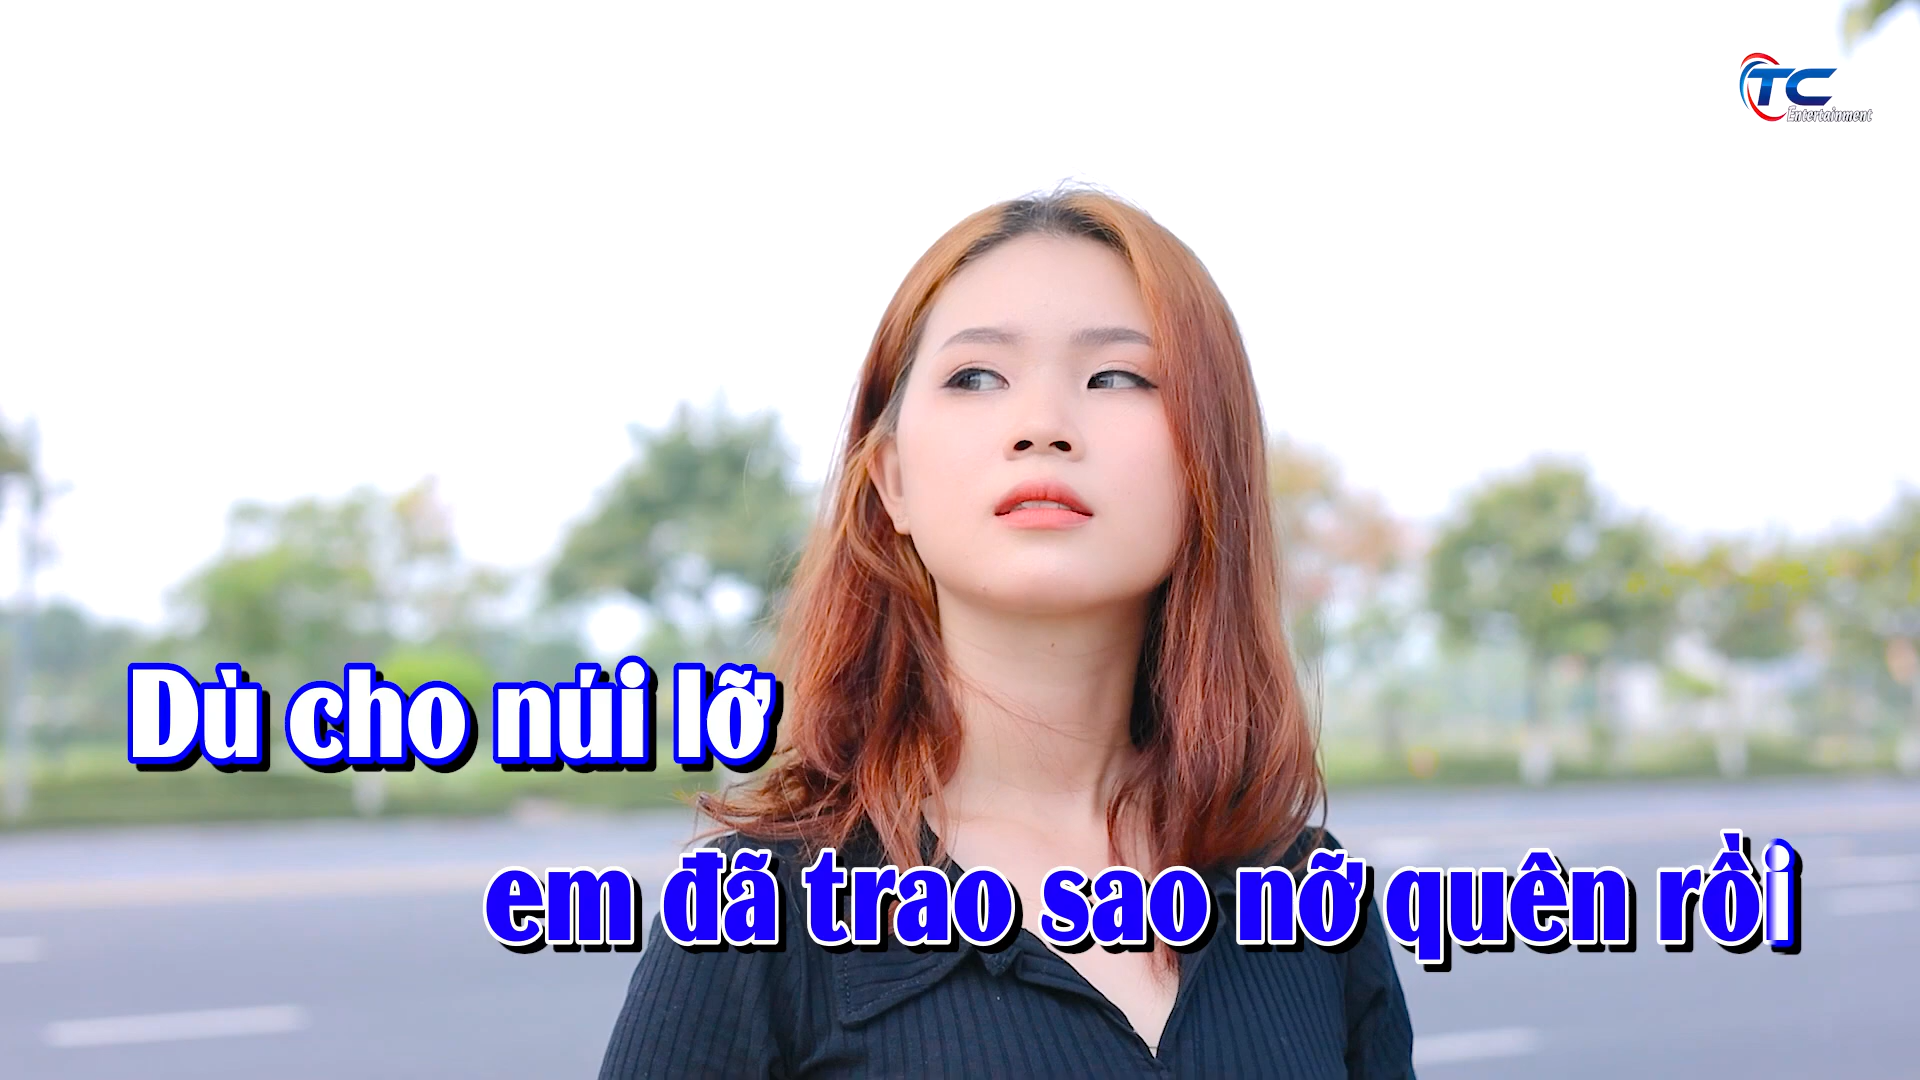 TC
Entertainment
Dù cho núi lỡ
em đã trao sao nỡ quên rồi